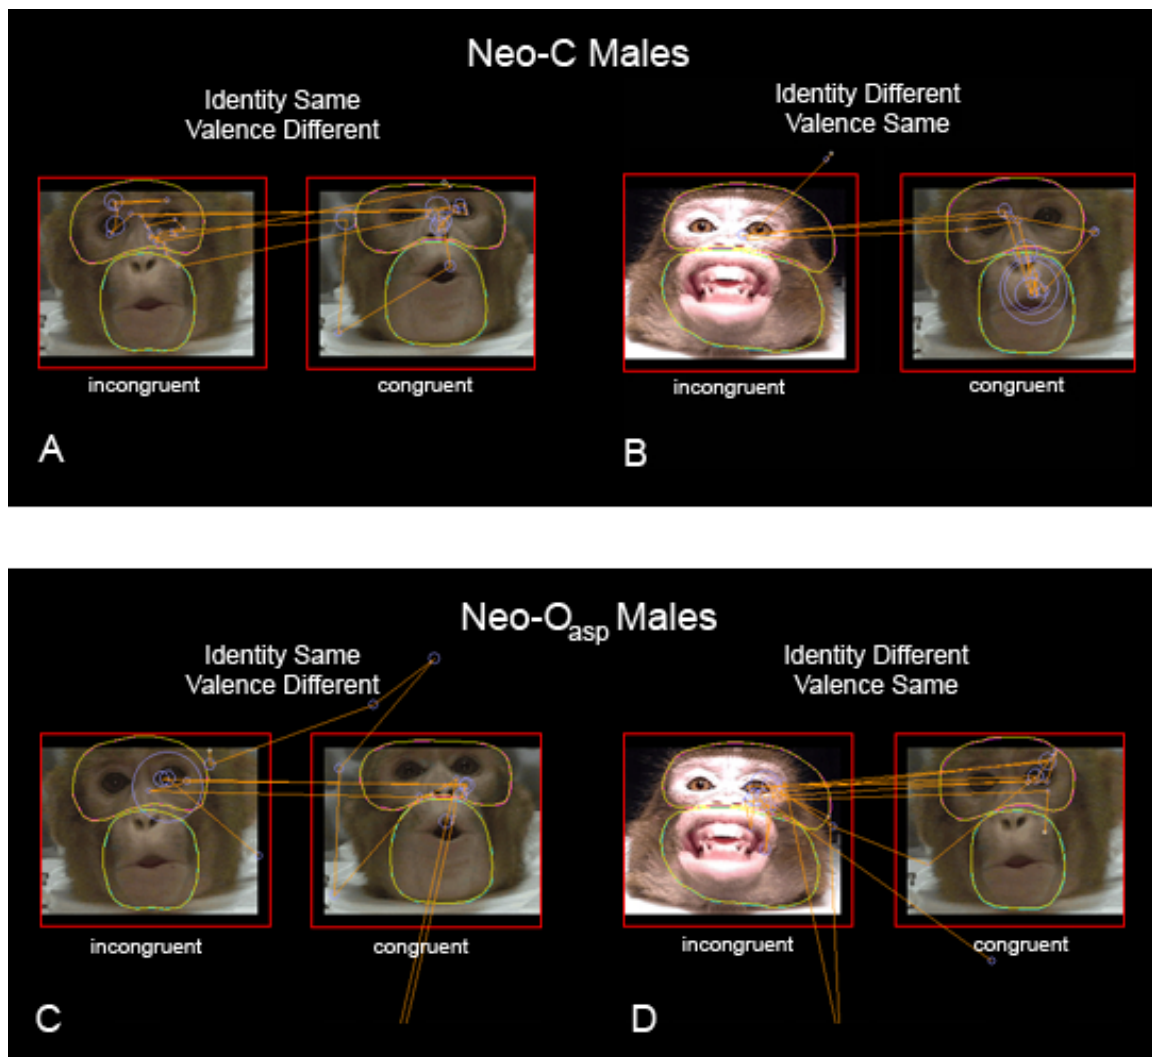 Neo-C Males
Identity Same
Valence Different
Identity Different
Valence Same
incongruent
congruent
incongruent
congruent
A
B
Neo-Oasp Males
Identity Same
Valence Different
Identity Different
Valence Same
incongruent
congruent
incongruent
congruent
C
D